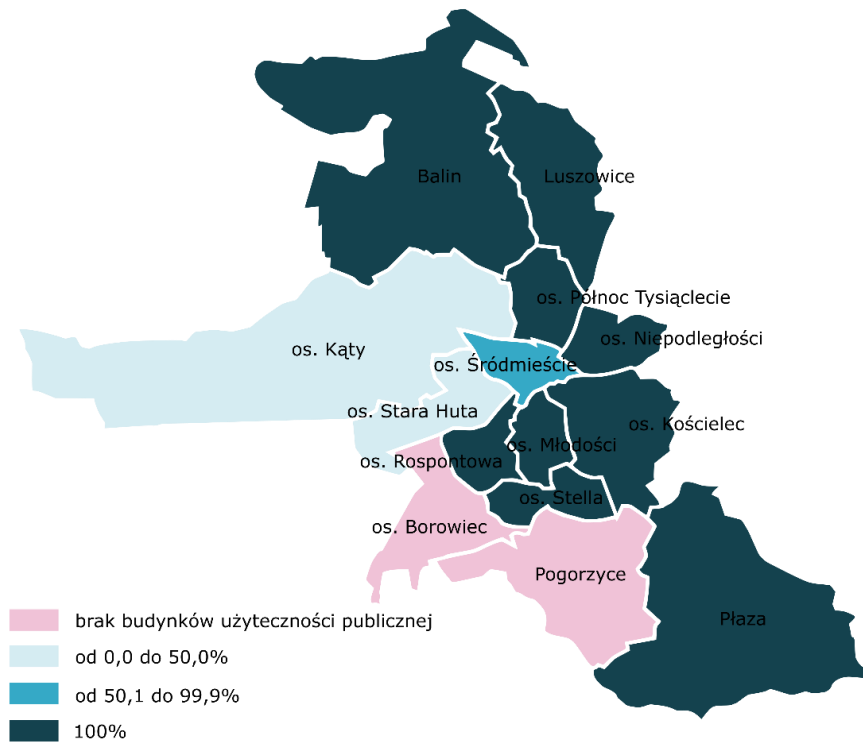 Balin
Luszowice
os. Północ Tysiąclecie
os. Niepodległości
os. Kąty
os. Śródmieście
os. Stara Huta
os. Kościelec
os. Młodości
os. Rospontowa
os. Stella
os. Borowiec
Pogorzyce
Płaza
brak budynków użyteczności publicznej
od 0,0 do 50,0%
od 50,1 do 99,9%
100%